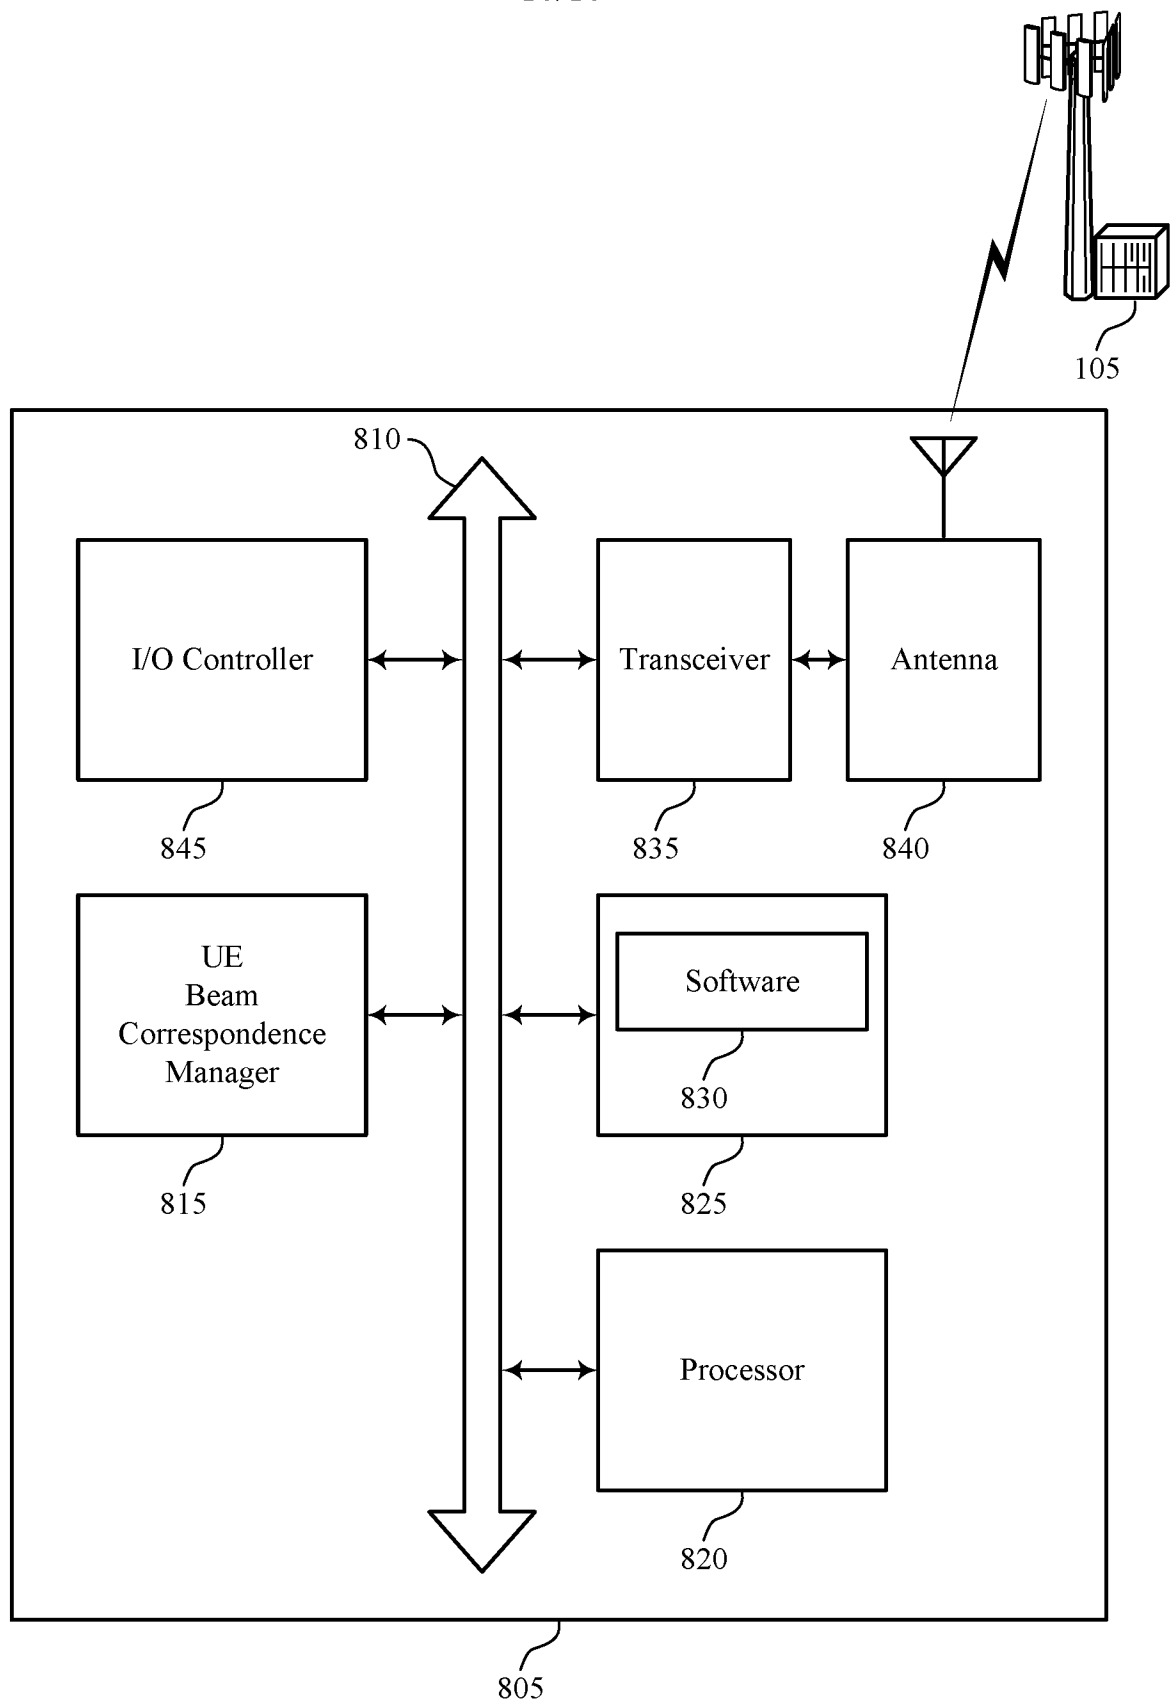 105
810
I/O Controller
Transceiver
Antenna
845
835
840
UE
Beam
Correspondence
Manager
Software
830
815
825
Processor
820
805